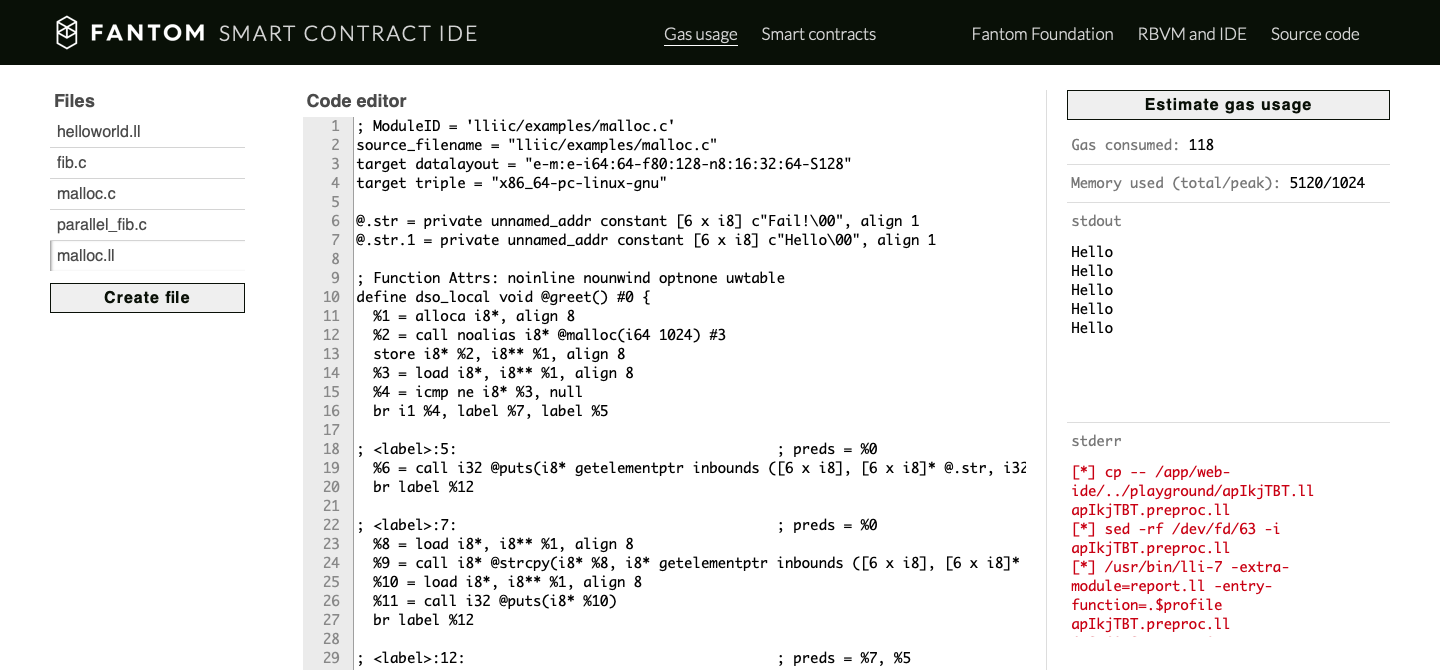 FANTOM SMART CONTRACT IDE
Gas usage
Smart contracts
Fantom Foundation
RBVM and IDE
Source code
Files
helloworld.ll
fib.c
malloc.c
parallel_fib.c
malloc.ll
Create file
Code editor
1 ; ModuleID = 'lliic/examples/malloc.c'
2 source_filename = "lliic/examples/malloc.c"
3 target datalayout = "e-m:e-i64:64-f80:128-n8:16:32:64-S128"
4 target triple = "x86_64-pc-linux-gnu"
5
6 @.str = private unnamed_addr constant [6 x i8] c"Fail!\00", align 1
7 @.str.1 = private unnamed_addr constant [6 x i8] c"Hello\00", align 1
8
9 ; Function Attrs: noinline nounwind optnone uwtable
10 define dso_local void @greet() #0 {
11   %1 = alloca i8*, align 8
12   %2 = call noalias i8* @malloc(i64 1024) #3
13   store i8* %2, i8** %1, align 8
14   %3 = load i8*, i8** %1, align 8
15   %4 = icmp ne i8* %3, null
16   br i1 %4, label %7, label %5
17
18 ; <label>:5:                                      ; preds = %0
19   %6 = call i32 @puts(i8* getelementptr inbounds ([6 x i8], [6 x i8]* @.str, i32
20   br label %12
21
22 ; <label>:7:                                      ; preds = %0
23   %8 = load i8*, i8** %1, align 8
24   %9 = call i8* @strcpy(i8* %8, i8* getelementptr inbounds ([6 x i8], [6 x i8]*
25   %10 = load i8*, i8** %1, align 8
26   %11 = call i32 @puts(i8* %10)
27   br label %12
28
29 ; <label>:12:                                     ; preds = %7, %5
Estimate gas usage
Gas consumed: 118
Memory used (total/peak): 5120/1024
stdout
Hello
Hello
Hello
Hello
Hello
stderr
[*] cp -- /app/web-
ide/../playground/apIkjTBT.ll
apIkjTBT.preproc.ll
[*] sed -rf /dev/fd/63 -i
apIkjTBT.preproc.ll
[*] /usr/bin/lli-7 -extra-
module=report.ll -entry-
function=.$profile
apIkjTBT.preproc.ll